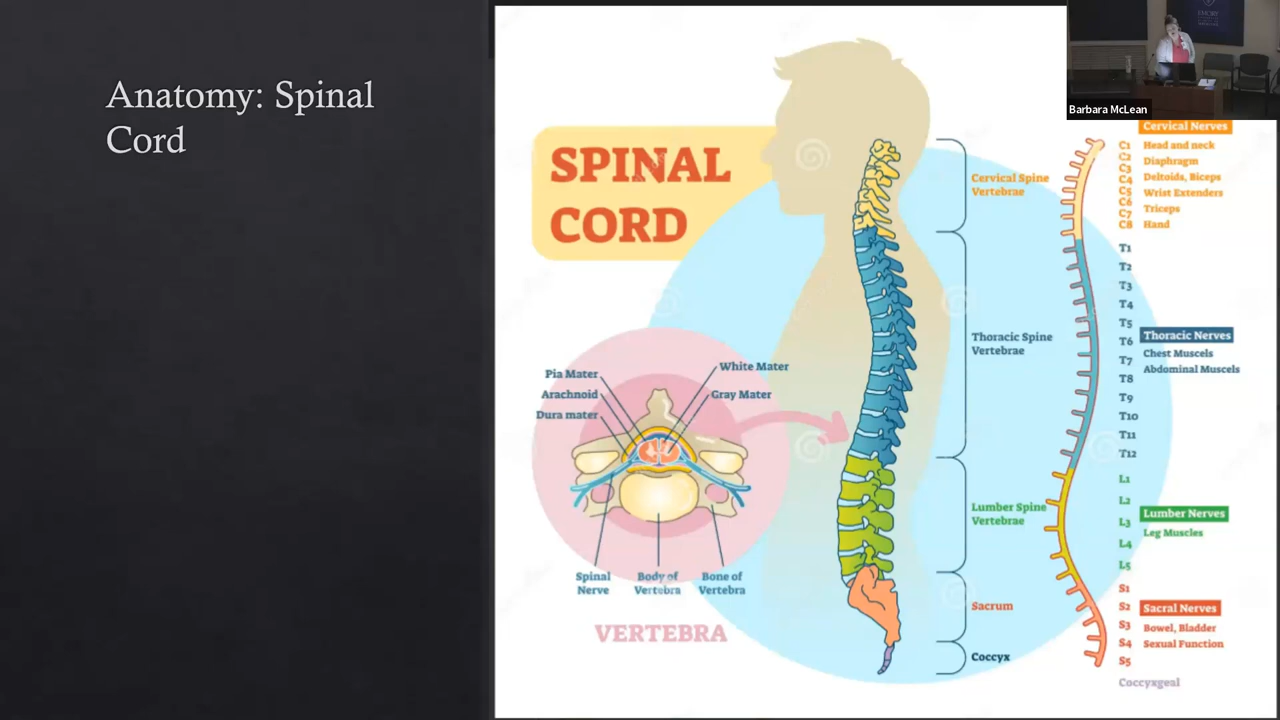 Anatomy: Spinal
Cord
SPINAL
CORD
Pia Mater
Arachnoid
Dura mater
White Mater
Gray Mater
Spinal
Nerve
Body of
Vertebra
Bone of
Vertebra
VERTEBRA
Cervical Spine
Vertebrae
Thoracic Spine
Vertebrae
Lumber Spine
Vertebrae
Sacrum
Coccyx
EMORY
Barbara McLean
Cervical Nerves
C1
C2
C3
C4
C5
C6
C7
C8
Head and neck
Diaphragm
Deltoids, Biceps
Wrist Extenders
Triceps
Hand
T1
T2
T3
T4
T5
T6
T7
T8
T9
T10
T11
T12
Thoracic Nerves
Chest Muscels
Abdominal Muscels
L1
L2
L3
L4
L5
Lumber Nerves
Leg Muscles
S1
S2
S3
S4
S5
Sacral Nerves
Bowel, Bladder
Sexual Function
Coccyxgeal